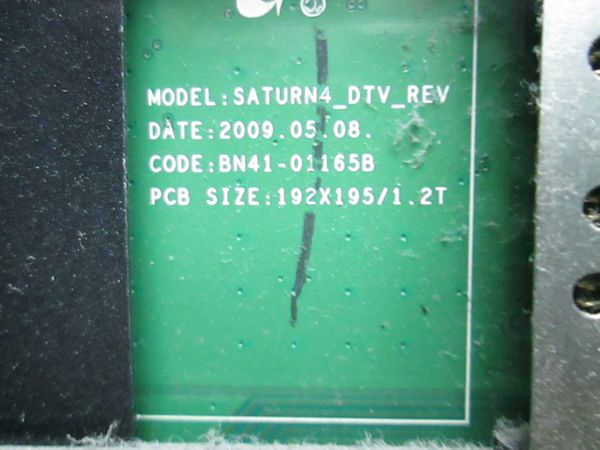 MODEL:SATURN4_DTV_REV
DATE:2009.05.08.
CODE:BN41-01165B
PCB SIZE:192X195/1.2T